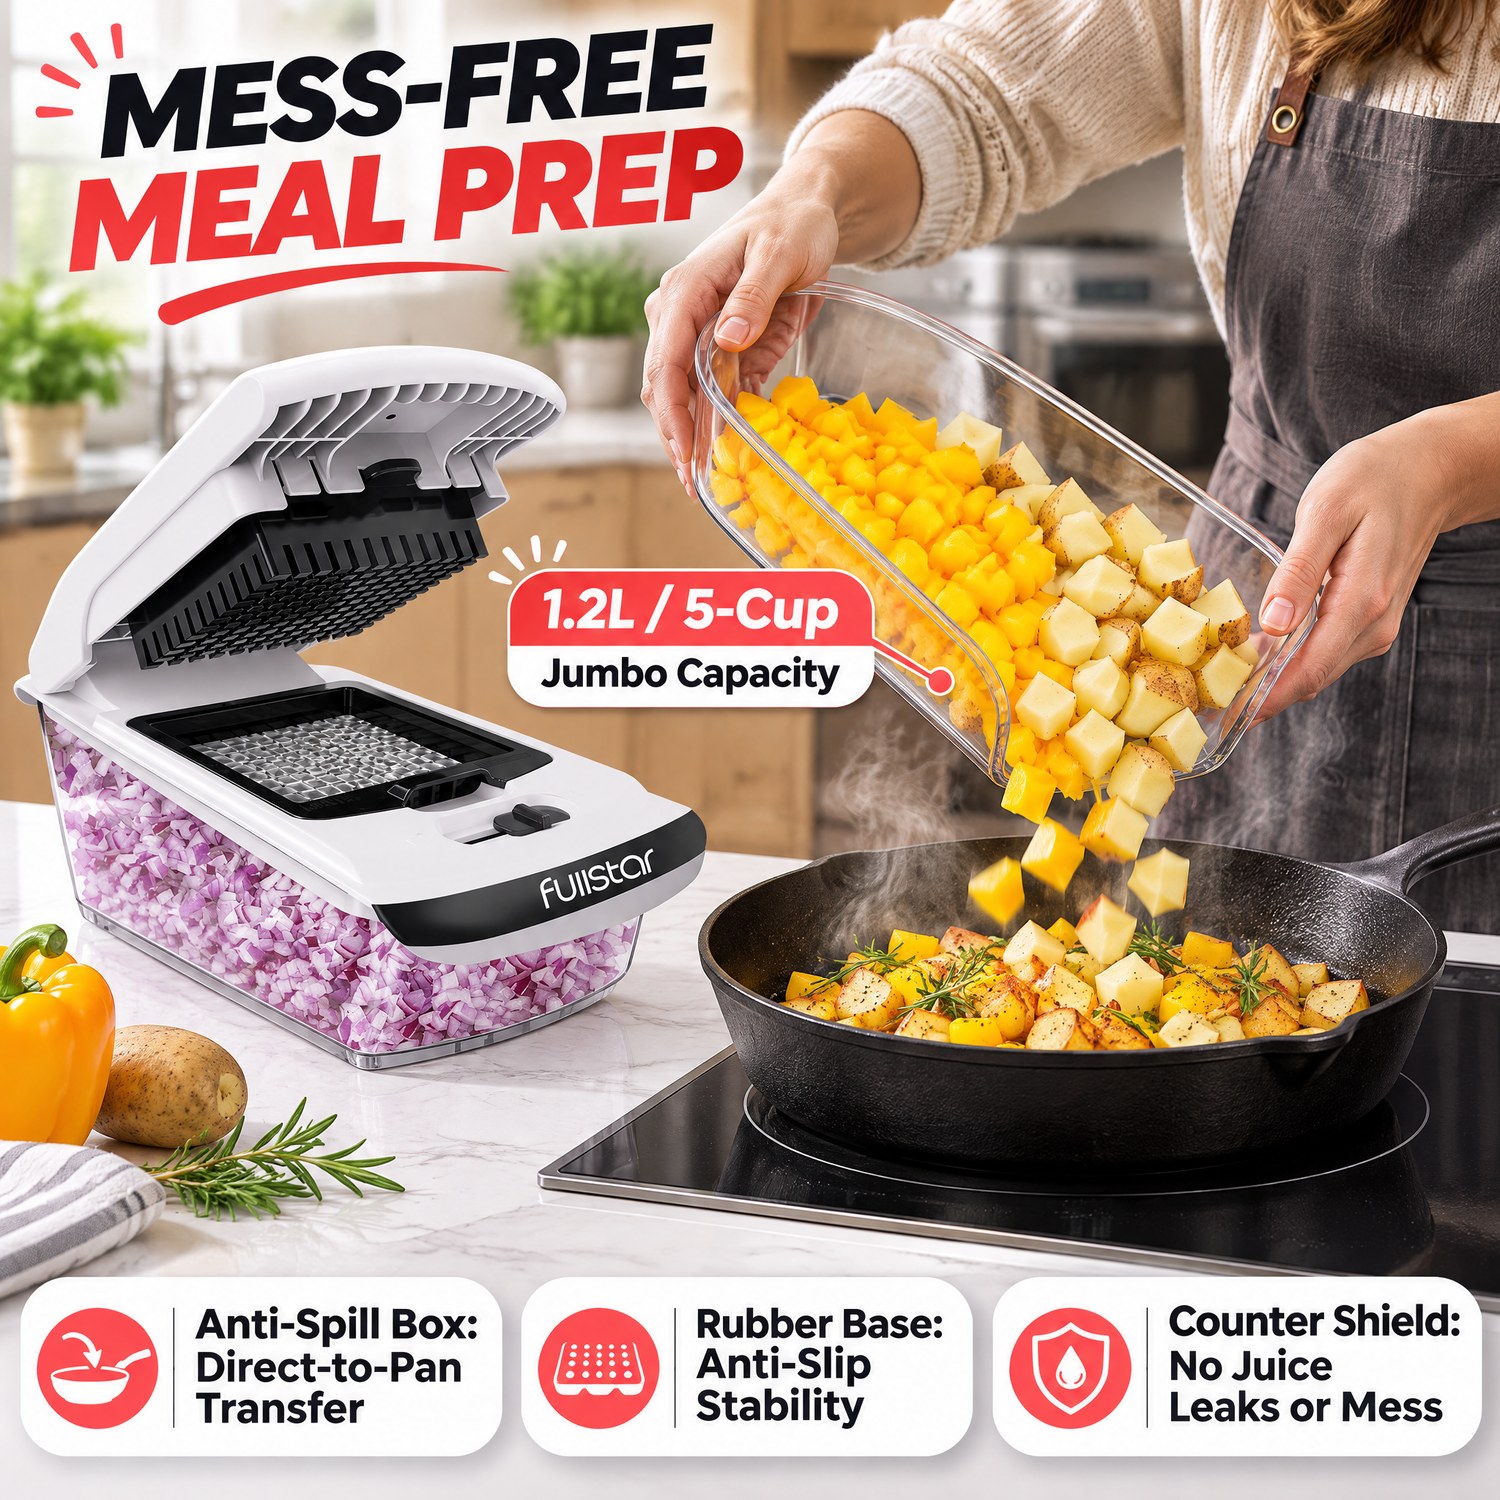 MESS-FREE
MEAL PREP
1.2L / 5-Cup
Jumbo Capacity
fullstar
Anti-Spill Box:
Direct-to-Pan
Transfer
Rubber Base:
Anti-Slip
Stability
Counter Shield:
No Juice
Leaks or Mess